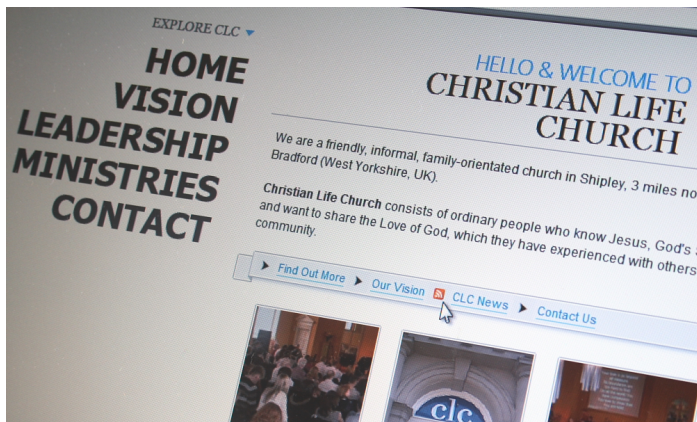 EXPLORE CLC
HOME
VISION
LEADERSHIP
MINISTRIES
CONTACT
HELLO & WELCOME TO
CHRISTIAN LIFE
CHURCH
We are a friendly, informal, family-orientated church in Shipley, 3 miles no
Bradford (West Yorkshire, UK).
Christian Life Church consists of ordinary people who know Jesus, God's
and want to share the Love of God, which they have experienced with others
community.
Find Out More Our Vision CLC News Contact Us
clc